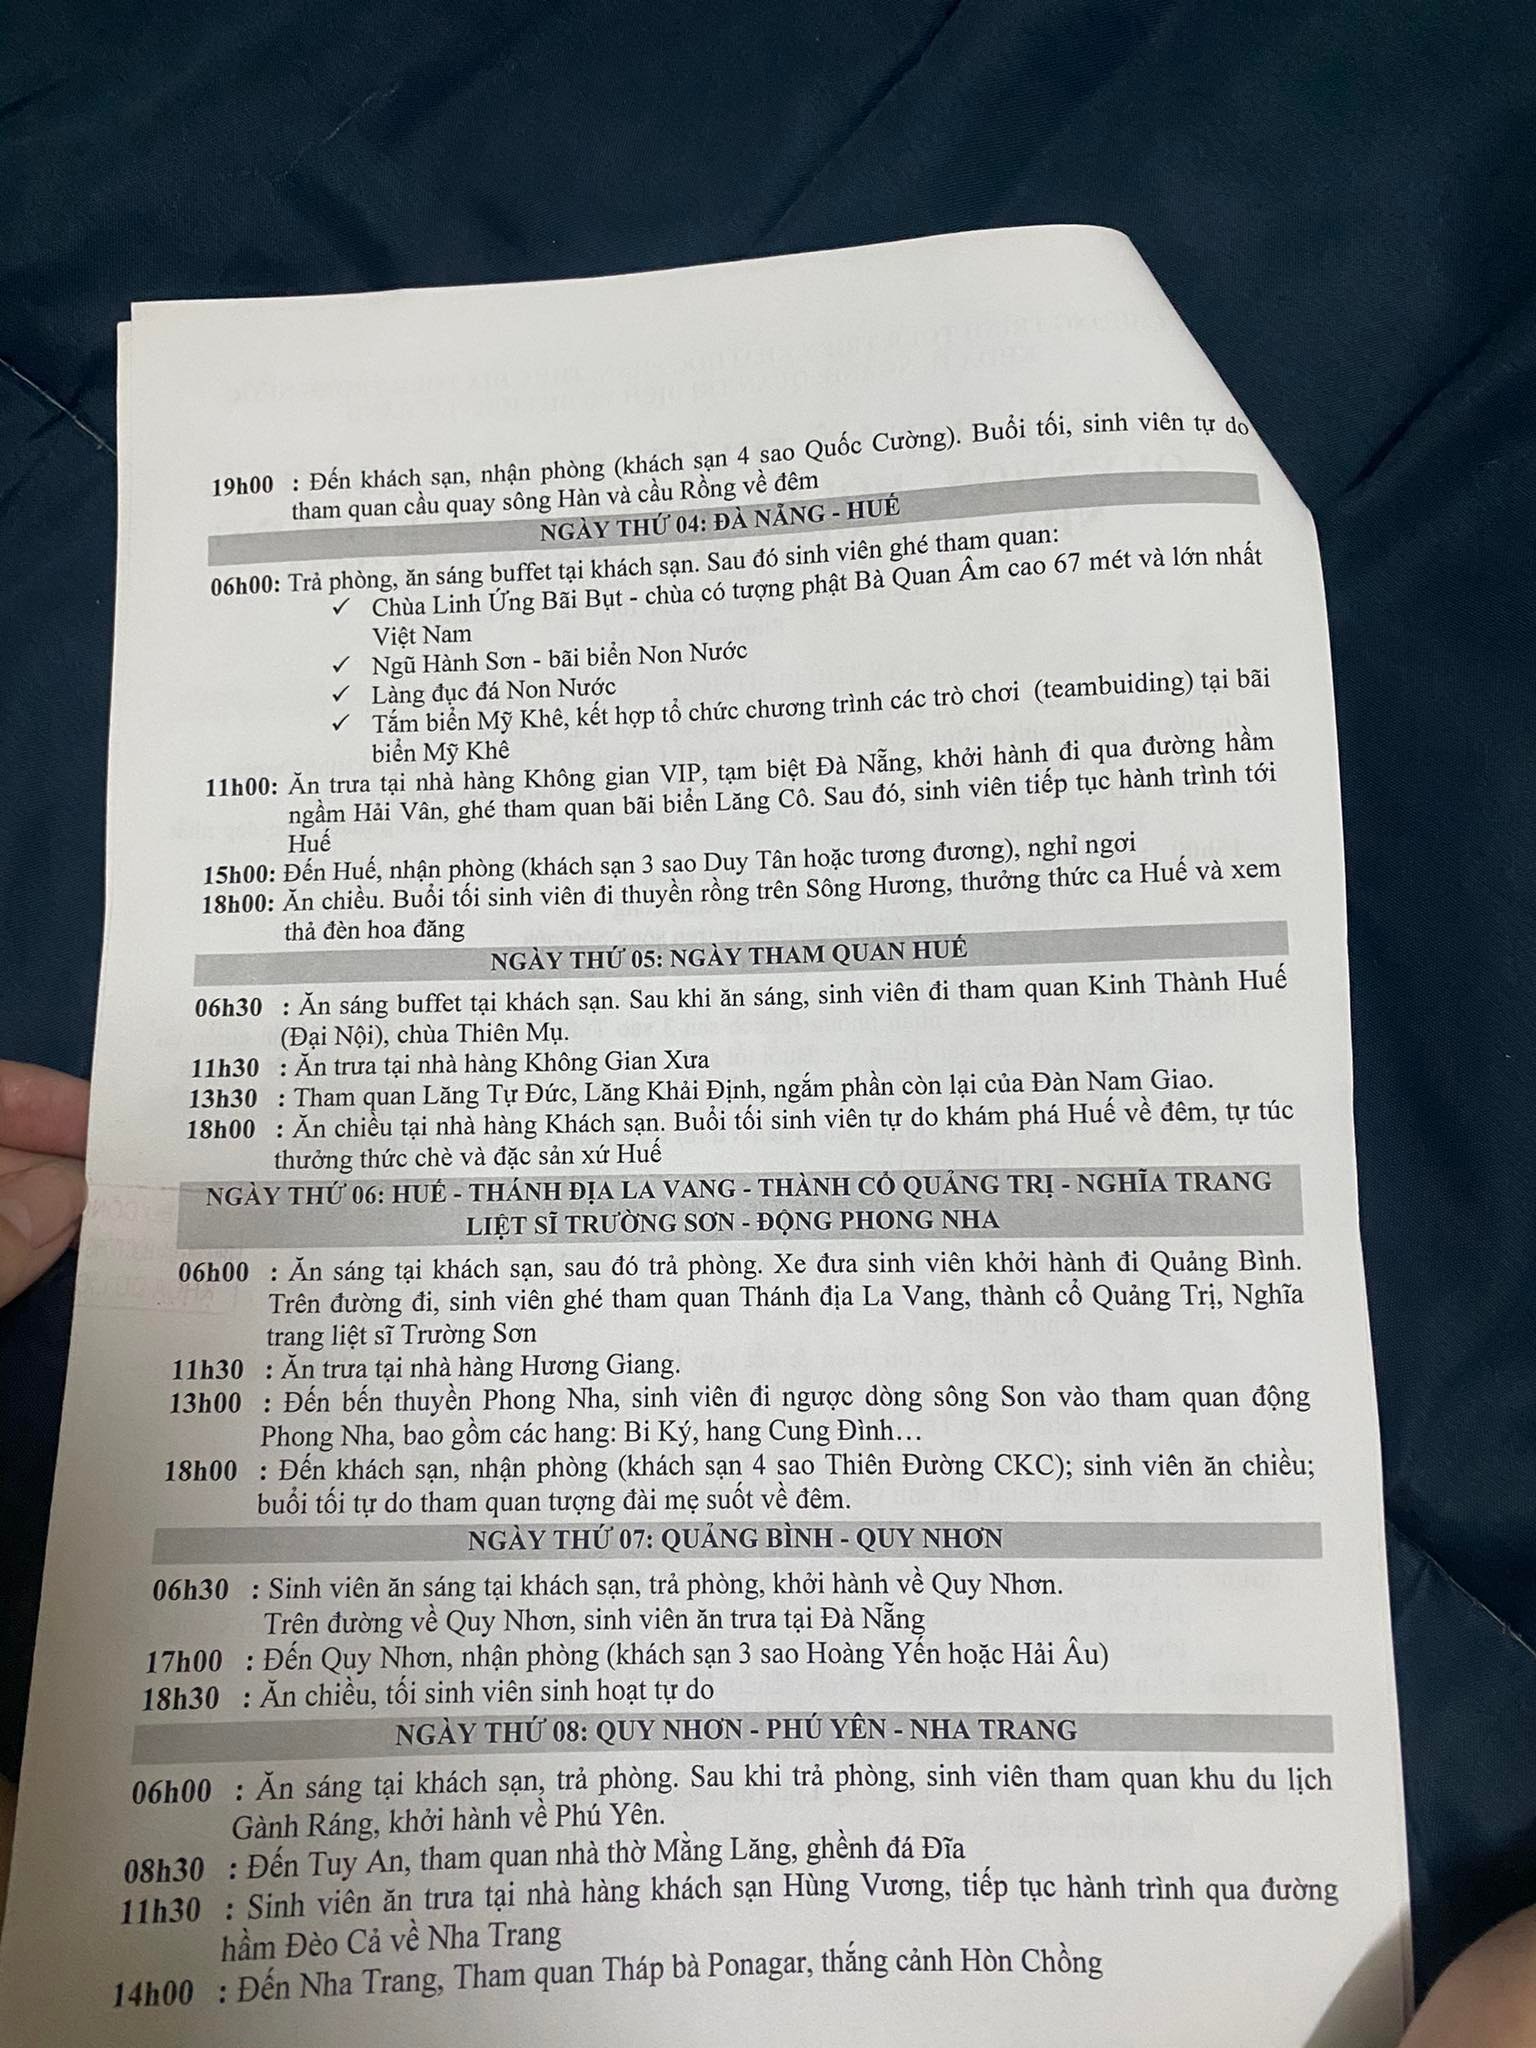 19h00 : Đến khách sạn, nhận phòng (khách sạn 4 sao Quốc Cường). Buổi tối, sinh viên tự do
tham quan cầu quay sông Hàn và cầu Rồng về đêm
NGÀY THỨ 04: ĐÀ NẴNG - HUẾ
06h00: Trả phòng, ăn sáng buffet tại khách sạn. Sau đó sinh viên ghé tham quan:
✓ Chùa Linh Ứng Bãi Bụt - chùa có tượng phật Bà Quan Âm cao 67 mét và lớn nhất
Việt Nam
✓ Ngũ Hành Sơn - bãi biển Non Nước
✓ Làng đục đá Non Nước
✓ Tắm biển Mỹ Khê, kết hợp tổ chức chương trình các trò chơi (teambuiding) tại bãi
biển Mỹ Khê
11h00: Ăn trưa tại nhà hàng Không gian VIP, tạm biệt Đà Nẵng, khởi hành đi qua đường hầm
ngầm Hải Vân, ghé tham quan bãi biển Lăng Cô. Sau đó, sinh viên tiếp tục hành trình tới
Huế
15h00: Đến Huế, nhận phòng (khách sạn 3 sao Duy Tân hoặc tương đương), nghỉ ngơi
18h00: Ăn chiều. Buổi tối sinh viên đi thuyền rồng trên Sông Hương, thưởng thức ca Huế và xem
thả đèn hoa đăng
NGÀY THỨ 05: NGÀY THAM QUAN HUẾ
06h30 : Ăn sáng buffet tại khách sạn. Sau khi ăn sáng, sinh viên đi tham quan Kinh Thành Huế
(Đại Nội), chùa Thiên Mụ.
11h30 : Ăn trưa tại nhà hàng Không Gian Xưa
13h30 : Tham quan Lăng Tự Đức, Lăng Khải Định, ngắm phần còn lại của Đàn Nam Giao.
18h00 : Ăn chiều tại nhà hàng Khách sạn. Buổi tối sinh viên tự do khám phá Huế về đêm, tự túc
thưởng thức chè và đặc sản xứ Huế
NGÀY THỨ 06: HUẾ - THÁNH ĐỊA LA VANG - THÀNH CỔ QUẢNG TRỊ - NGHĨA TRANG
LIỆT SĨ TRƯỜNG SƠN - ĐỘNG PHONG NHA
06h00 : Ăn sáng tại khách sạn, sau đó trả phòng. Xe đưa sinh viên khởi hành đi Quảng Bình.
Trên đường đi, sinh viên ghé tham quan Thánh địa La Vang, thành cổ Quảng Trị, Nghĩa
trang liệt sĩ Trường Sơn
11h30 : Ăn trưa tại nhà hàng Hương Giang.
13h00 : Đến bến thuyền Phong Nha, sinh viên đi ngược dòng sông Son vào tham quan động
Phong Nha, bao gồm các hang: Bi Ký, hang Cung Đình…
18h00 : Đến khách sạn, nhận phòng (khách sạn 4 sao Thiên Đường CKC); sinh viên ăn chiều;
buổi tối tự do tham quan tượng đài mẹ suốt về đêm.
NGÀY THỨ 07: QUẢNG BÌNH - QUY NHƠN
06h30 : Sinh viên ăn sáng tại khách sạn, trả phòng, khởi hành về Quy Nhơn.
Trên đường về Quy Nhơn, sinh viên ăn trưa tại Đà Nẵng
17h00 : Đến Quy Nhơn, nhận phòng (khách sạn 3 sao Hoàng Yến hoặc Hải Âu)
18h30 : Ăn chiều, tối sinh viên sinh hoạt tự do
NGÀY THỨ 08: QUY NHƠN - PHÚ YÊN - NHA TRANG
06h00 : Ăn sáng tại khách sạn, trả phòng. Sau khi trả phòng, sinh viên tham quan khu du lịch
Gành Ráng, khởi hành về Phú Yên.
08h30 : Đến Tuy An, tham quan nhà thờ Mằng Lăng, ghềnh đá Đĩa
11h30 : Sinh viên ăn trưa tại nhà hàng khách sạn Hùng Vương, tiếp tục hành trình qua đường
hầm Đèo Cả về Nha Trang
14h00 : Đến Nha Trang, Tham quan Tháp bà Ponagar, thắng cảnh Hòn Chồng